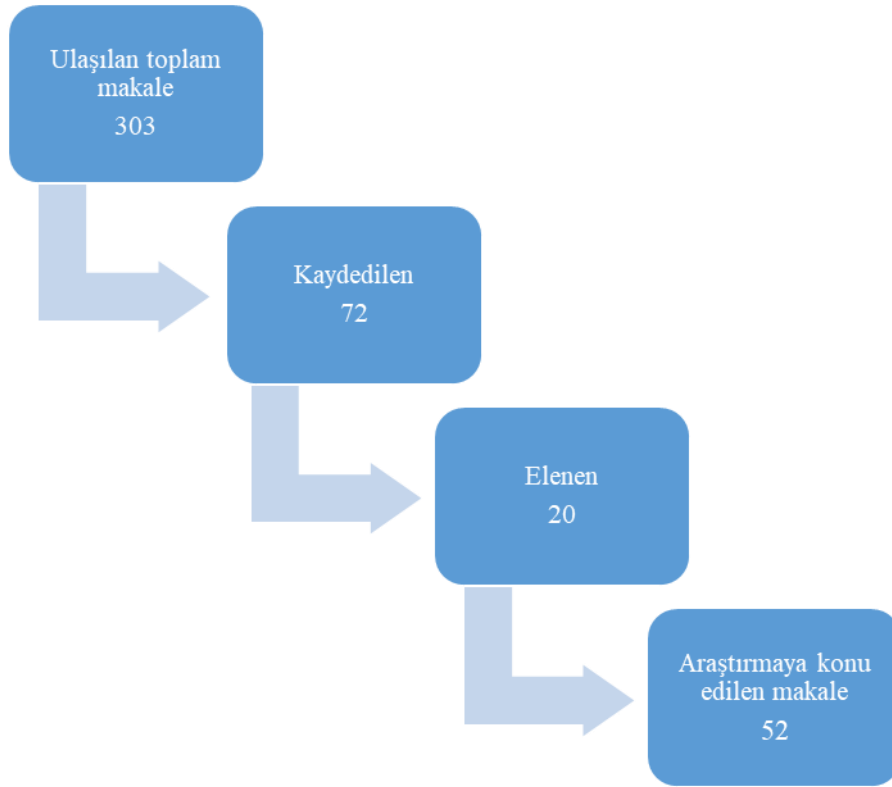 Ulaşılan toplam
makale
303
Kaydedilen
72
Elenen
20
Araştırmaya konu
edilen makale
52